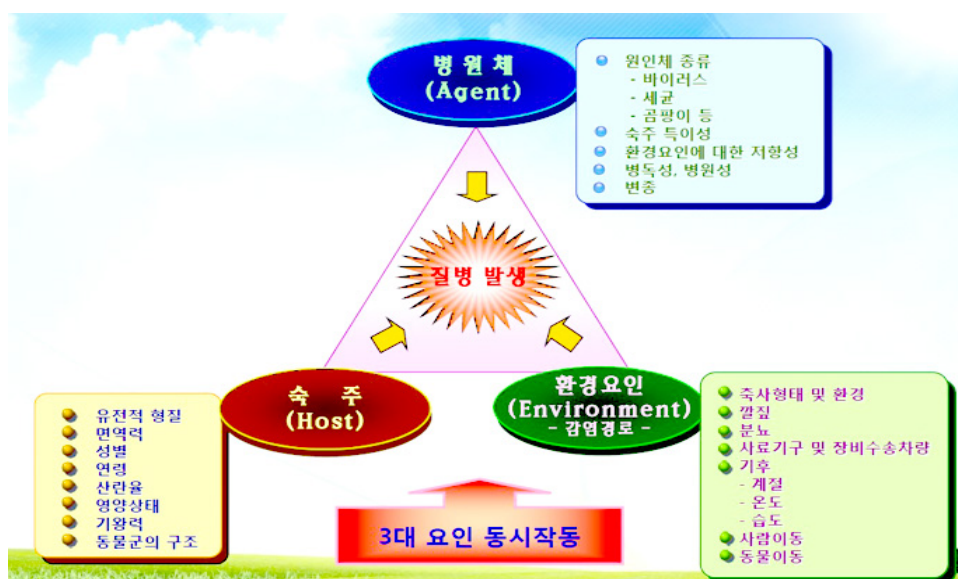 병원체
(Agent)
원인체 종류
- 바이러스
- 세균
- 곰팡이 등
숙주 특이성
환경요인에 대한 저항성
병독성, 병원성
변종
질병 발생
숙 주
(Host)
유전적 형질
면역력
성별
연령
산란율
영양상태
기왕력
동물군의 구조
환경요인
(Environment)
- 감염경로 -
축사형태 및 환경
깔짚
분뇨
사료기구 및 장비수송차량
기후
- 계절
- 온도
- 습도
사람이동
동물이동
3대 요인 동시작동